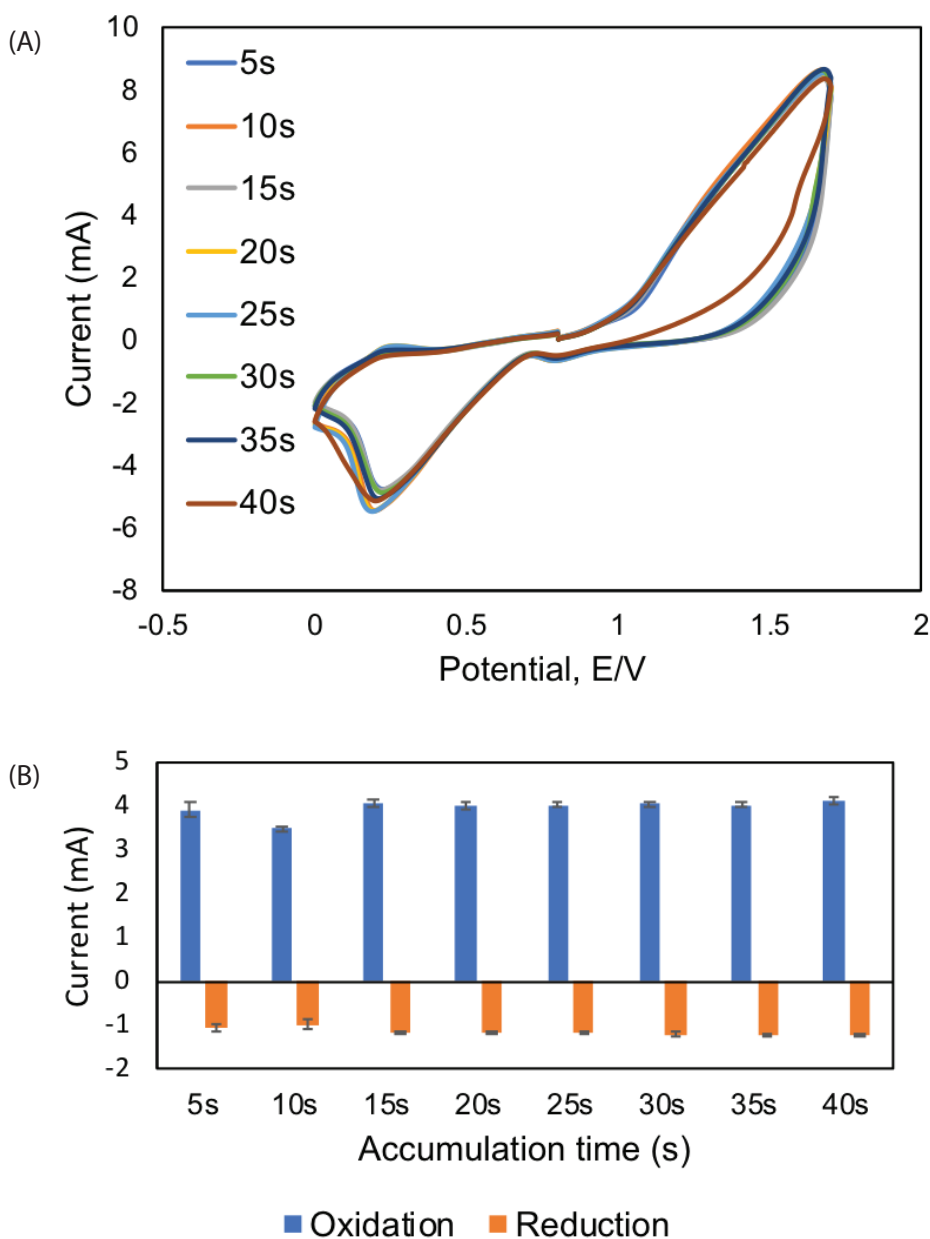 (A)
10
8
6
4
2
0
-2
-4
-6
-8
Current (mA)
5s
10s
15s
20s
25s
30s
35s
40s
-0.5 0 0.5 1 1.5 2
Potential, E/V
(B)
5
4
3
2
1
0
-1
-2
Current (mA)
5s 10s 15s 20s 25s 30s 35s 40s
Accumulation time (s)
Oxidation Reduction